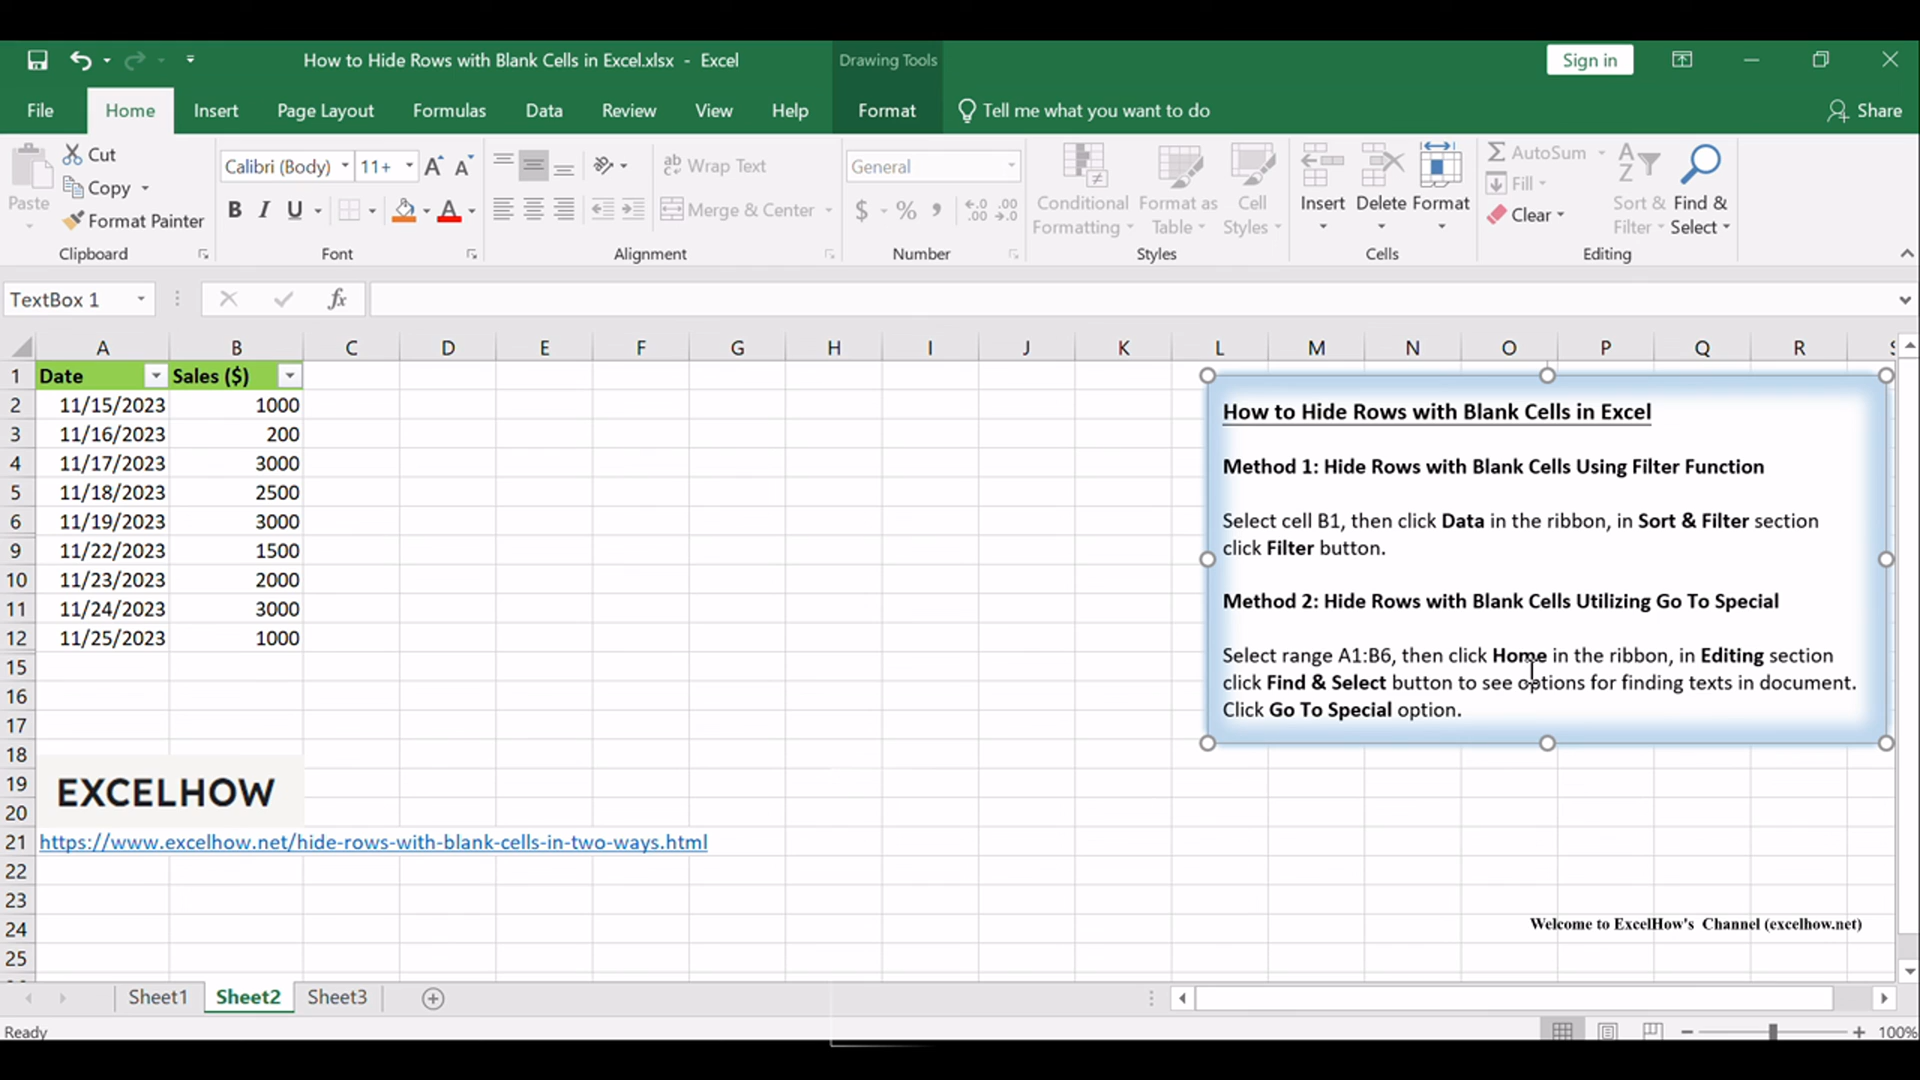 How to Hide Rows with Blank Cells in Excel.xlsx - Excel
Drawing Tools
Sign in
File Home Insert Page Layout Formulas Data Review View Help Format Tell me what you want to do Share
Paste
Cut
Copy
Format Painter
Clipboard
Calibri (Body) 11+
B I U
Font
Wrap Text
Merge & Center
Alignment
General
$ % ,
Number
Conditional Formatting
Format as Table
Cell Styles
Styles
Insert Delete Format
Cells
AutoSum
Fill
Clear
Sort & Filter
Find & Select
Editing
TextBox 1
fx
A B C D E F G H I J K L M N O P Q R
1 Date Sales ($)
2 11/15/2023 1000
3 11/16/2023 200
4 11/17/2023 3000
5 11/18/2023 2500
6 11/19/2023 3000
9 11/22/2023 1500
10 11/23/2023 2000
11 11/24/2023 3000
12 11/25/2023 1000
15
16
17
18
19
20
21 https://www.excelhow.net/hide-rows-with-blank-cells-in-two-ways.html
22
23
24
25
EXCELHOW
How to Hide Rows with Blank Cells in Excel
Method 1: Hide Rows with Blank Cells Using Filter Function
Select cell B1, then click Data in the ribbon, in Sort & Filter section
click Filter button.
Method 2: Hide Rows with Blank Cells Utilizing Go To Special
Select range A1:B6, then click Home in the ribbon, in Editing section
click Find & Select button to see options for finding texts in document.
Click Go To Special option.
Welcome to ExcelHow's Channel (excelhow.net)
Sheet1 Sheet2 Sheet3
Ready
100%